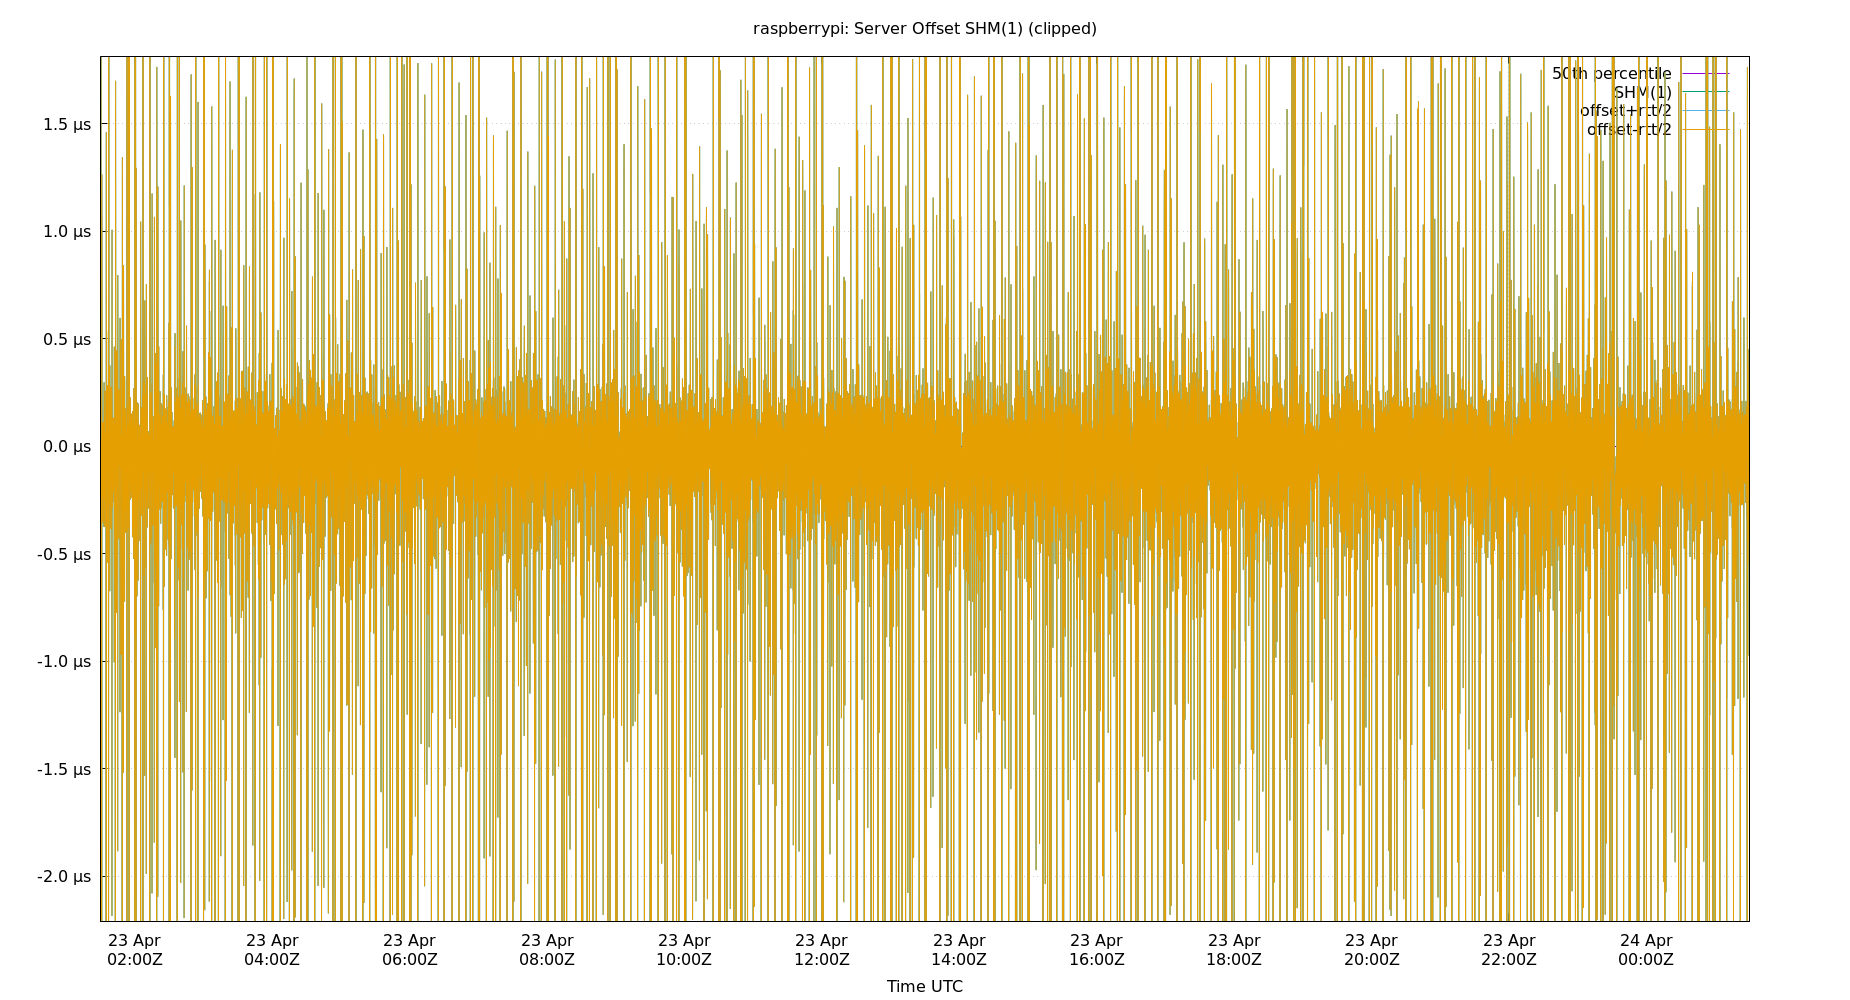 raspberrypi: Server Offset SHM(1) (clipped)
50th percentile
SHM(1)
offset+rtt/2
offset-rtt/2
1.5 µs
1.0 µs
0.5 µs
0.0 µs
-0.5 µs
-1.0 µs
-1.5 µs
-2.0 µs
23 Apr 23 Apr 23 Apr 23 Apr 23 Apr 23 Apr 23 Apr 23 Apr 23 Apr 23 Apr 23 Apr 24 Apr
02:00Z 04:00Z 06:00Z 08:00Z 10:00Z 12:00Z 14:00Z 16:00Z 18:00Z 20:00Z 22:00Z 00:00Z
Time UTC